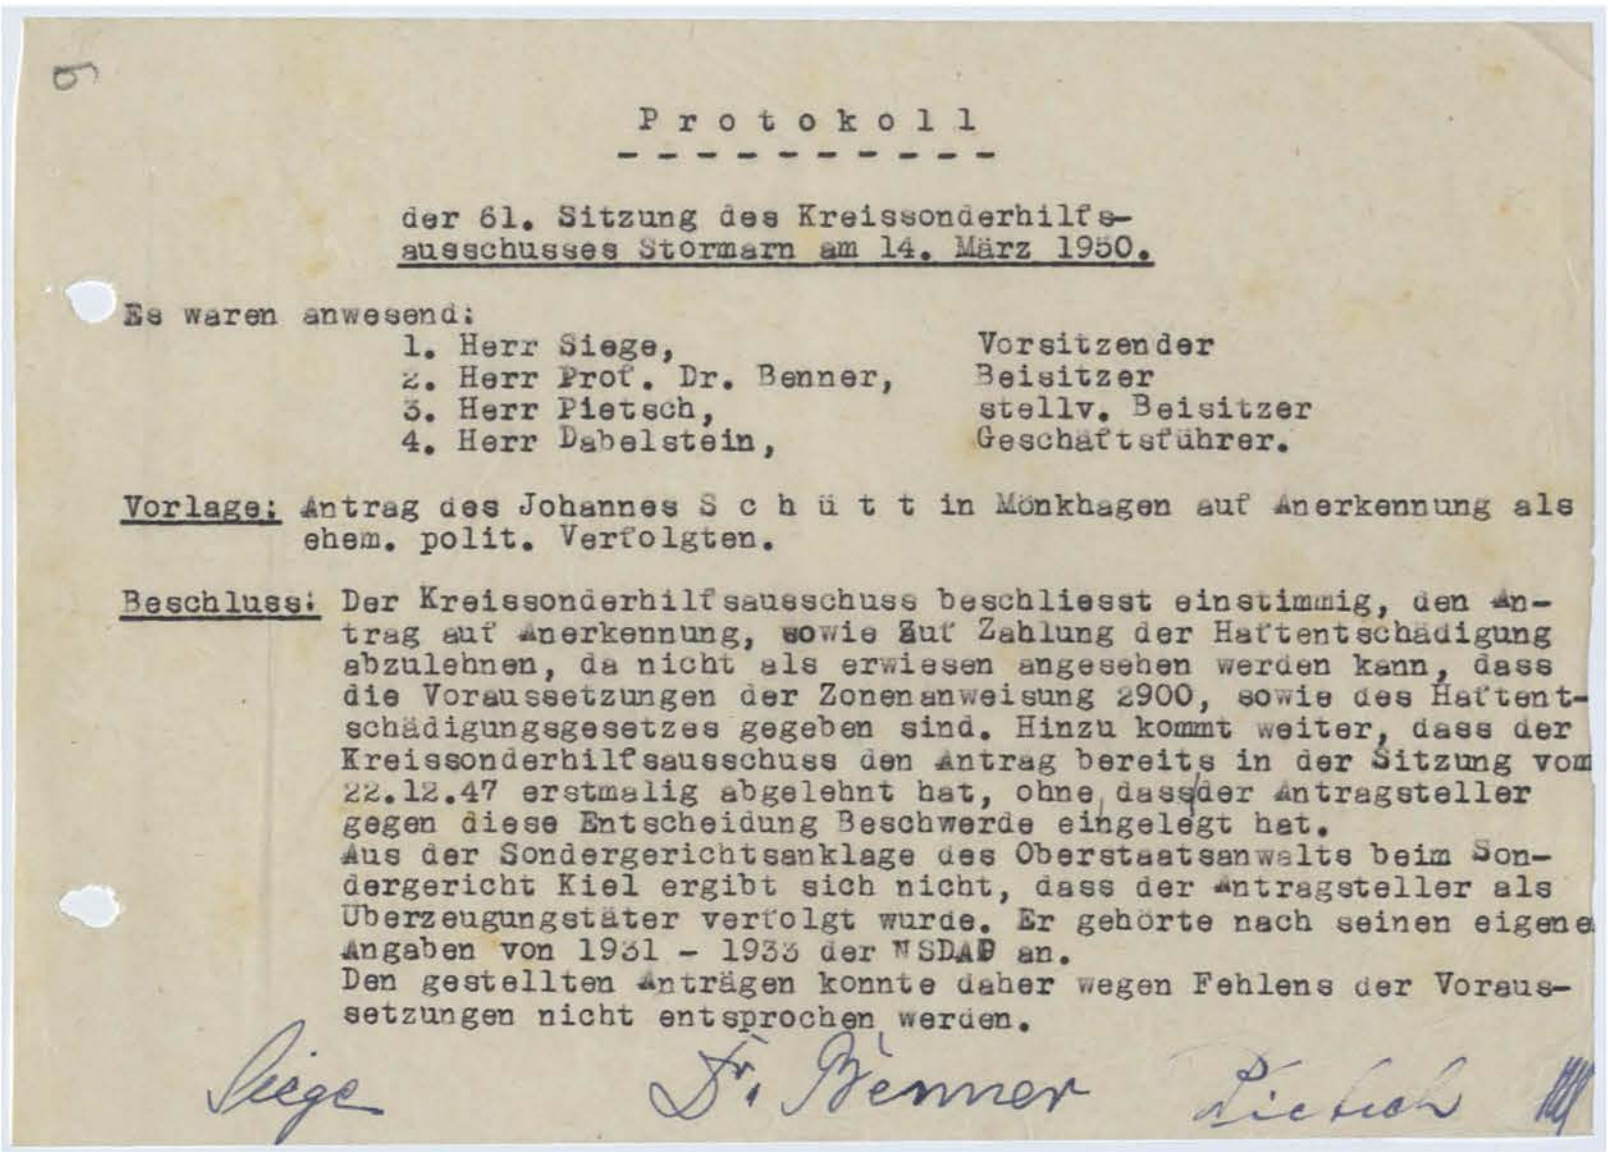 9
P r o t o k o l l
- - - - - - - - - -
der 61. Sitzung des Kreissonderhilfs-
ausschusses Stormarn am 14. März 1950.
Es waren anwesend:
1. Herr Siege, Vorsitzender
2. Herr Prof. Dr. Benner, Beisitzer
3. Herr Pietsch, stellv. Beisitzer
4. Herr Dabelstein, Geschäftsführer.
Vorlage: Antrag des Johannes S c h ü t t in Mönkhagen auf Anerkennung als
ehem. polit. Verfolgten.
Beschluss: Der Kreissonderhilfsausschuss beschliesst einstimmig, den An-
trag auf Anerkennung, sowie auf Zahlung der Haftentschädigung
abzulehnen, da nicht als erwiesen angesehen werden kann, dass
die Voraussetzungen der Zonenanweisung 2900, sowie des Haftent-
schädigungsgesetzes gegeben sind. Hinzu kommt weiter, dass der
Kreissonderhilfsausschuss den Antrag bereits in der Sitzung vom
22.12.47 erstmalig abgelehnt hat, ohne dass der Antragsteller
gegen diese Entscheidung Beschwerde eingelegt hat.
Aus der Sondergerichtsanklage des Oberstaatsanwalts beim Son-
dergericht Kiel ergibt sich nicht, dass der Antragsteller als
Überzeugungstäter verfolgt wurde. Er gehörte nach seinen eigene
Angaben von 1931 - 1933 der NSDAP an.
Den gestellten Anträgen konnte daher wegen Fehlens der Voraus-
setzungen nicht entsprochen werden.
Siege Dr. Benner Pietsch